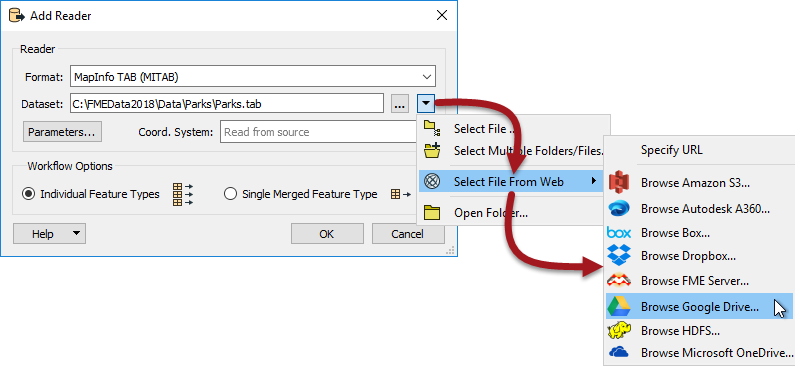 Add Reader
Reader
Format: MapInfo TAB (MITAB)
Dataset: C:\FMEData2018\Data\Parks\Parks.tab ...
Parameters... Coord. System: Read from source
Workflow Options
Individual Feature Types Single Merged Feature Type
Help OK Cancel
Select File ...
Select Multiple Folders/Files.
Select File From Web
Open Folder...
Specify URL
Browse Amazon S3...
Browse Autodesk A360...
box Browse Box...
Browse Dropbox...
Browse FME Server...
Browse Google Drive...
Browse HDFS...
Browse Microsoft OneDrive...